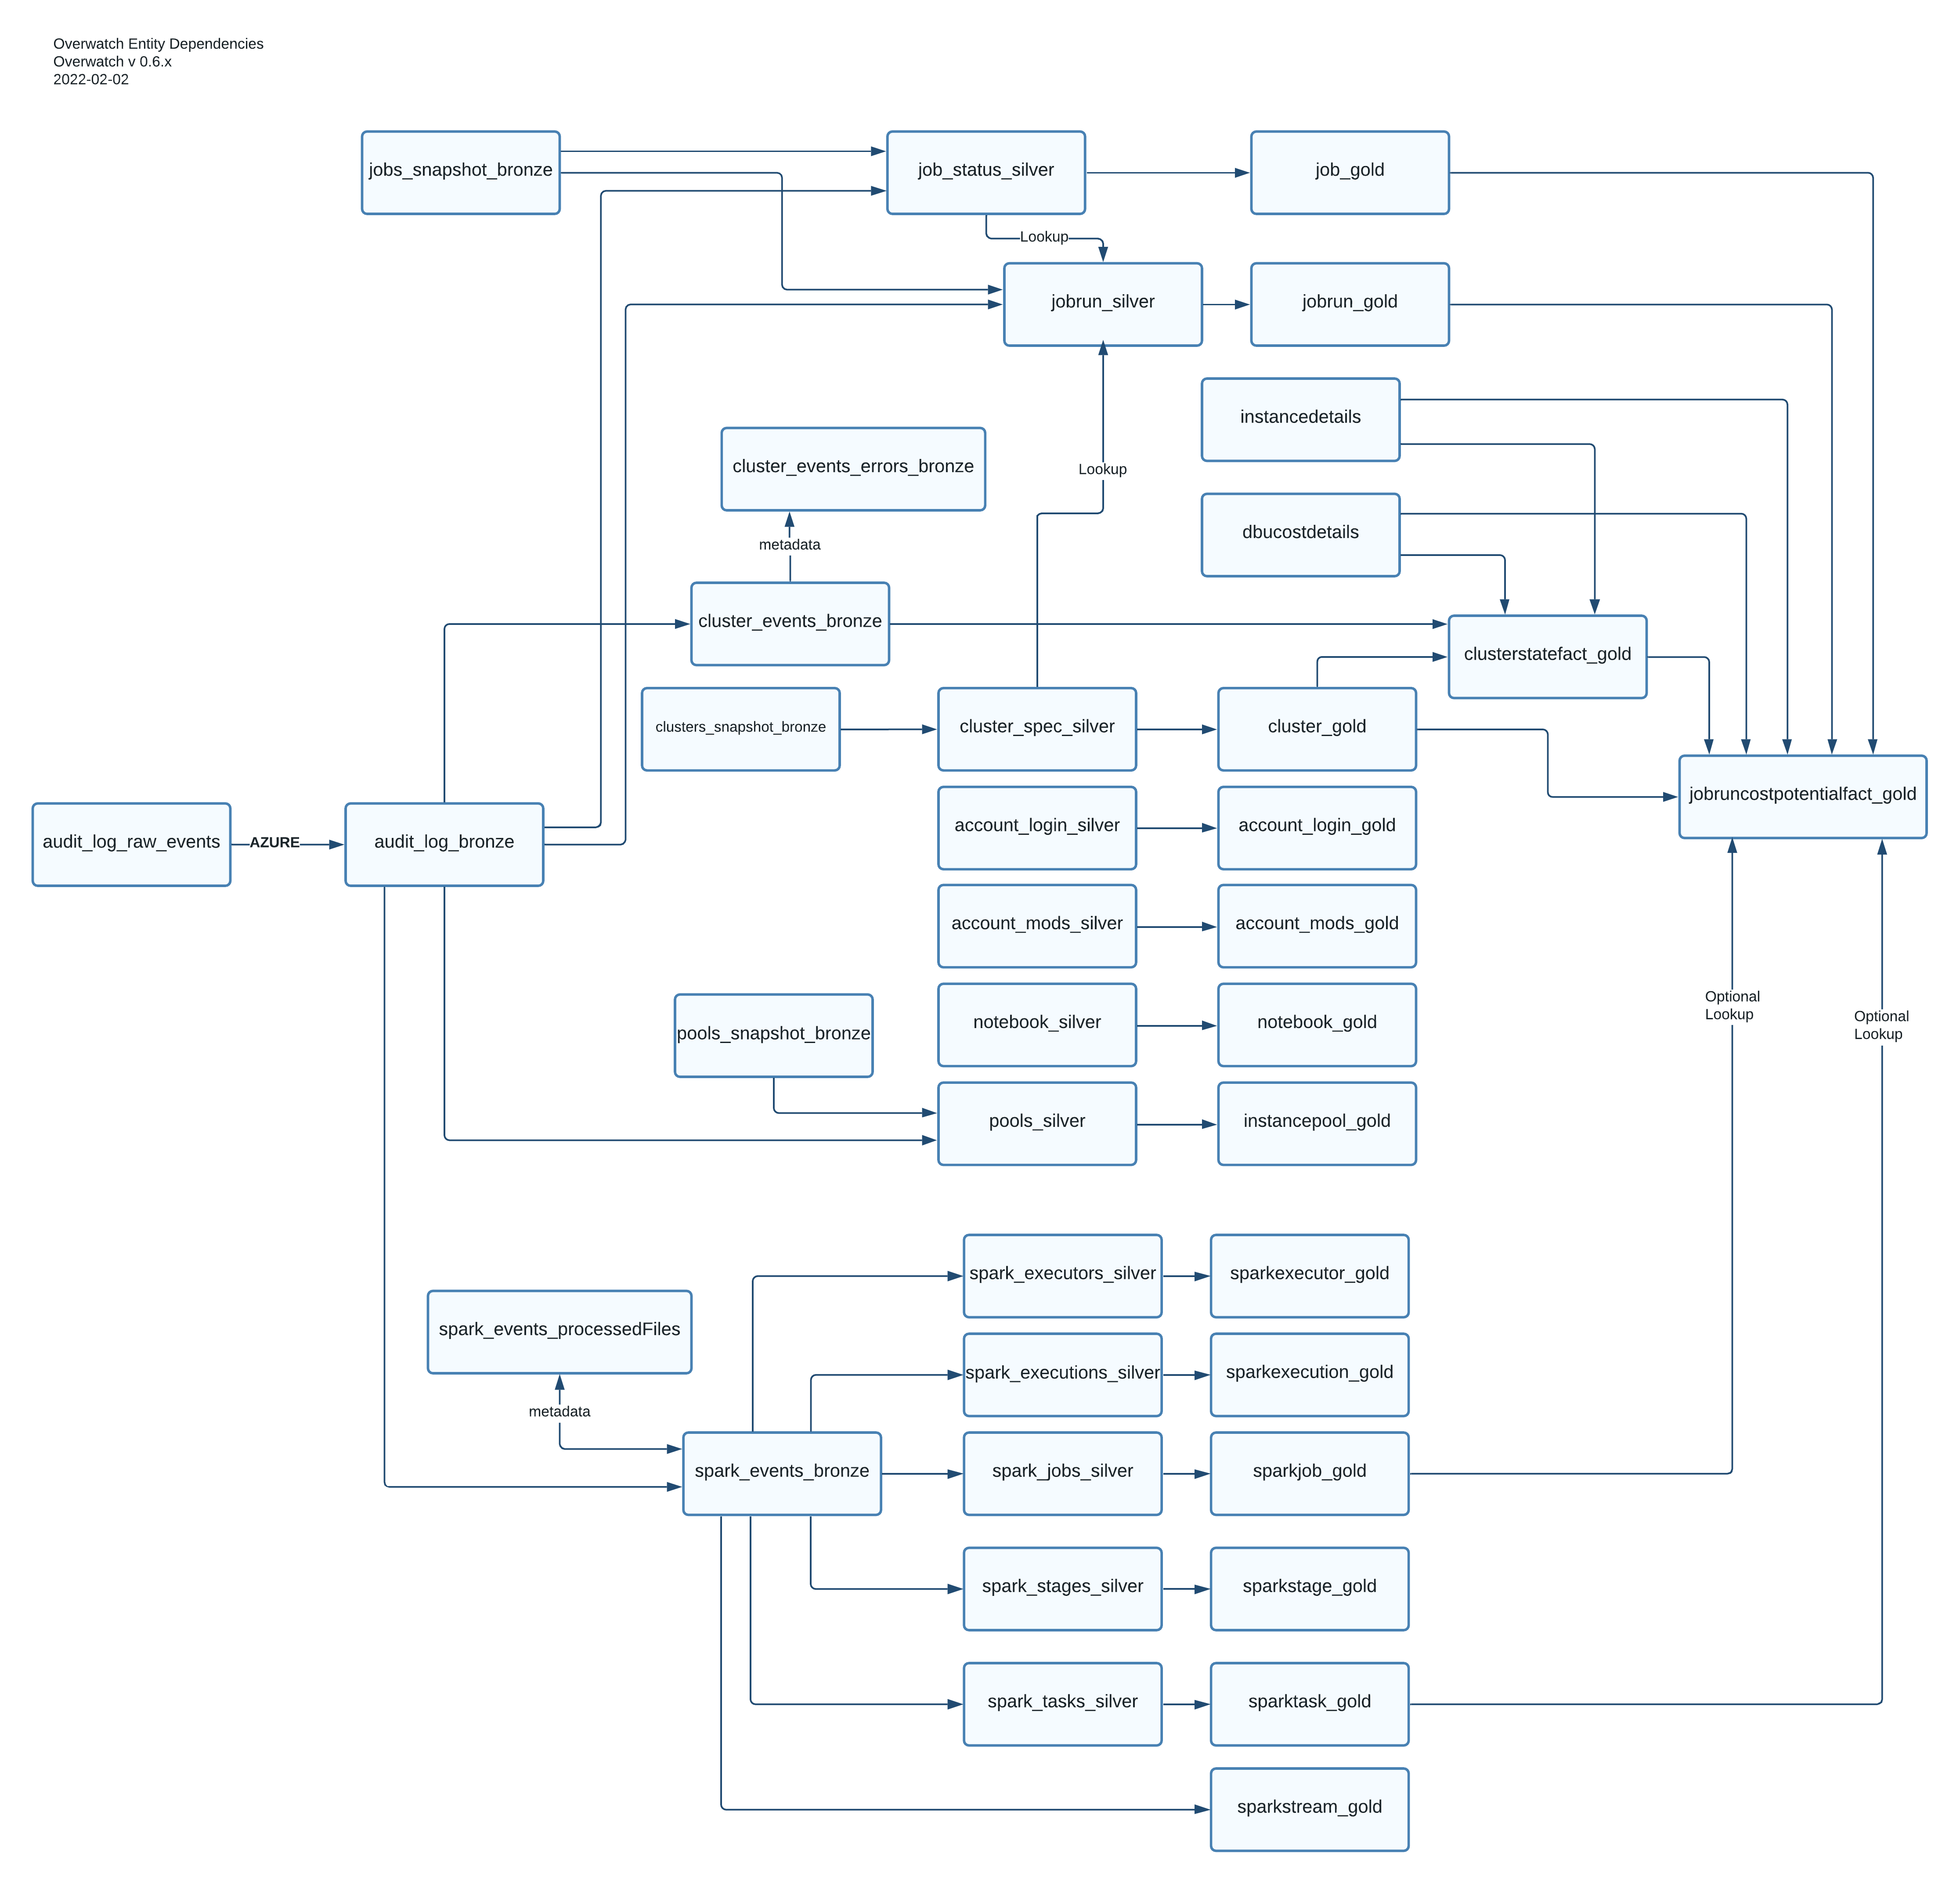 Overwatch Entity Dependencies
Overwatch v 0.6.x
2022-02-02
jobs_snapshot_bronze
job_status_silver
job_gold
Lookup
jobrun_silver
jobrun_gold
instancedetails
cluster_events_errors_bronze
Lookup
dbucostdetails
metadata
cluster_events_bronze
clusterstatefact_gold
clusters_snapshot_bronze
cluster_spec_silver
cluster_gold
jobruncostpotentialfact_gold
audit_log_raw_events
AZURE
audit_log_bronze
account_login_silver
account_login_gold
account_mods_silver
account_mods_gold
Optional
Lookup
Optional
Lookup
pools_snapshot_bronze
notebook_silver
notebook_gold
pools_silver
instancepool_gold
spark_executors_silver
sparkexecutor_gold
spark_events_processedFiles
spark_executions_silver
sparkexecution_gold
metadata
spark_events_bronze
spark_jobs_silver
sparkjob_gold
spark_stages_silver
sparkstage_gold
spark_tasks_silver
sparktask_gold
sparkstream_gold